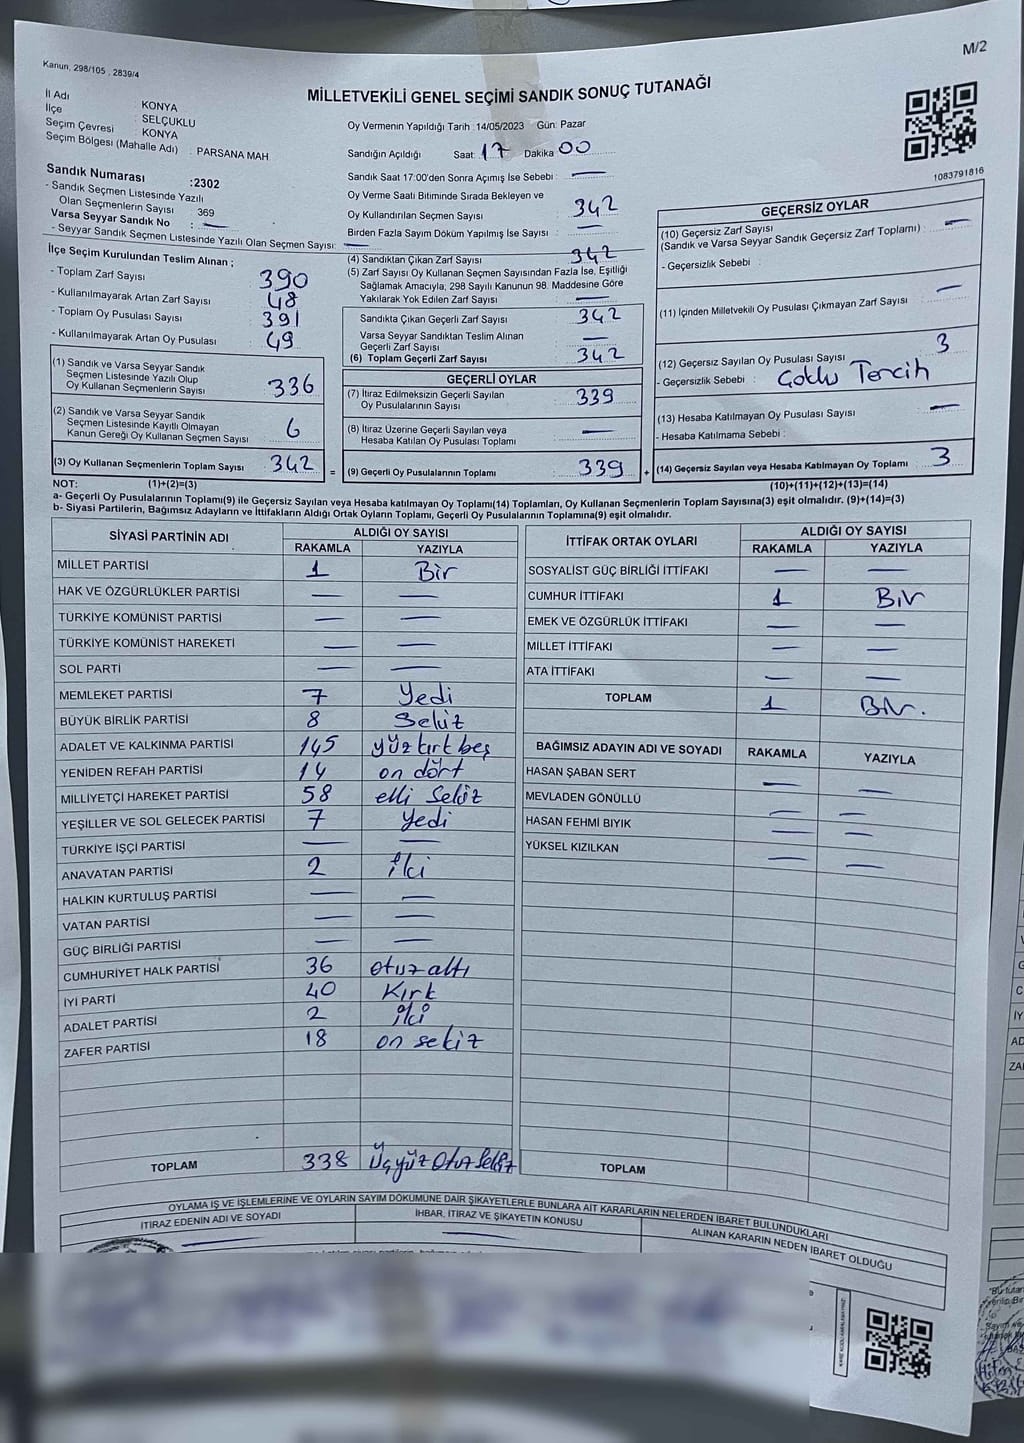 M/2
Kanun, 298/105 , 2839/4
MİLLETVEKİLİ GENEL SEÇİMİ SANDIK SONUÇ TUTANAĞI
İl Adı KONYA
İlçe : SELÇUKLU
Seçim Çevresi : KONYA
Seçim Bölgesi (Mahalle Adı) : PARSANA MAH
Sandık Numarası :2302
- Sandık Seçmen Listesinde Yazılı
Olan Seçmenlerin Sayısı : 369
Varsa Seyyar Sandık No : —
- Seyyar Sandık Seçmen Listesinde Yazılı Olan Seçmen Sayısı: —
Oy Vermenin Yapıldığı Tarih :14/05/2023 Gün: Pazar
Sandığın Açıldığı Saat: 17 Dakika 00
Sandık Saat 17:00'den Sonra Açımış İse Sebebi : —
Oy Verme Saati Bitiminde Sırada Bekleyen ve
Oy Kullandırılan Seçmen Sayısı 342
Birden Fazla Sayım Döküm Yapılmış İse Sayısı : —
1083791816
İlçe Seçim Kurulundan Teslim Alınan ;
- Toplam Zarf Sayısı 390
- Kullanılmayarak Artan Zarf Sayısı 48
- Toplam Oy Pusulası Sayısı 391
- Kullanılmayarak Artan Oy Pusulası 49
(1) Sandık ve Varsa Seyyar Sandık
Seçmen Listesinde Yazılı Olup
Oy Kullanan Seçmenlerin Sayısı 336
(2) Sandık ve Varsa Seyyar Sandık
Seçmen Listesinde Kayıtlı Olmayan
Kanun Gereği Oy Kullanan Seçmen Sayısı 6
(3) Oy Kullanan Seçmenlerin Toplam Sayısı 342 =
(4) Sandıktan Çıkan Zarf Sayısı 342
(5) Zarf Sayısı Oy Kullanan Seçmen Sayısından Fazla İse, Eşitliği
Sağlamak Amacıyla, 298 Sayılı Kanunun 98. Maddesine Göre
Yakılarak Yok Edilen Zarf Sayısı —
Sandıkta Çıkan Geçerli Zarf Sayısı 342
Varsa Seyyar Sandıktan Teslim Alınan
Geçerli Zarf Sayısı —
(6) Toplam Geçerli Zarf Sayısı 342
GEÇERLİ OYLAR
(7) İtiraz Edilmeksizin Geçerli Sayılan
Oy Pusulalarının Sayısı 339
(8) İtiraz Üzerine Geçerli Sayılan veya
Hesaba Katılan Oy Pusulası Toplamı —
(9) Geçerli Oy Pusulalarının Toplamı 339 +
GEÇERSİZ OYLAR
(10) Geçersiz Zarf Sayısı
(Sandık ve Varsa Seyyar Sandık Geçersiz Zarf Toplamı) : —
- Geçersizlik Sebebi :
(11) İçinden Milletvekili Oy Pusulası Çıkmayan Zarf Sayısı —
(12) Geçersiz Sayılan Oy Pusulası Sayısı 3
- Geçersizlik Sebebi : Çoklu Tercih
(13) Hesaba Katılmayan Oy Pusulası Sayısı —
- Hesaba Katılmama Sebebi :
(14) Geçersiz Sayılan veya Hesaba Katılmayan Oy Toplamı 3
NOT: (1)+(2)=(3) (10)+(11)+(12)+(13)=(14)
a- Geçerli Oy Pusulalarının Toplamı(9) ile Geçersiz Sayılan veya Hesaba katılmayan Oy Toplamı(14) Toplamları, Oy Kullanan Seçmenlerin Toplam Sayısına(3) eşit olmalıdır. (9)+(14)=(3)
b- Siyasi Partilerin, Bağımsız Adayların ve İttifakların Aldığı Ortak Oyların Toplamı, Geçerli Oy Pusulalarının Toplamına(9) eşit olmalıdır.
SİYASİ PARTİNİN ADI ALDIĞI OY SAYISI
RAKAMLA YAZIYLA
MİLLET PARTİSİ 1 Bir
HAK VE ÖZGÜRLÜKLER PARTİSİ — —
TÜRKİYE KOMÜNİST PARTİSİ — —
TÜRKİYE KOMÜNİST HAREKETİ — —
SOL PARTİ — —
MEMLEKET PARTİSİ 7 Yedi
BÜYÜK BİRLİK PARTİSİ 8 Sekiz
ADALET VE KALKINMA PARTİSİ 145 yüz kırk beş
YENİDEN REFAH PARTİSİ 14 on dört
MİLLİYETÇİ HAREKET PARTİSİ 58 elli Sekiz
YEŞİLLER VE SOL GELECEK PARTİSİ 7 Yedi
TÜRKİYE İŞÇİ PARTİSİ — —
ANAVATAN PARTİSİ 2 iki
HALKIN KURTULUŞ PARTİSİ — —
VATAN PARTİSİ — —
GÜÇ BİRLİĞİ PARTİSİ — —
CUMHURİYET HALK PARTİSİ 36 otuz altı
İYİ PARTİ 40 Kırk
ADALET PARTİSİ 2 iki
ZAFER PARTİSİ 18 on sekiz
TOPLAM 338 Üçyüz Otuz Sekiz
İTTİFAK ORTAK OYLARI ALDIĞI OY SAYISI
RAKAMLA YAZIYLA
SOSYALİST GÜÇ BİRLİĞİ İTTİFAKI — —
CUMHUR İTTİFAKI 1 Bir
EMEK VE ÖZGÜRLÜK İTTİFAKI — —
MİLLET İTTİFAKI — —
ATA İTTİFAKI — —
TOPLAM 1 Bir.
BAĞIMSIZ ADAYIN ADI VE SOYADI RAKAMLA YAZIYLA
HASAN ŞABAN SERT — —
MEVLADEN GÖNÜLLÜ — —
HASAN FEHMI BIYIK — —
YÜKSEL KIZILKAN — —
TOPLAM
OYLAMA İŞ VE İŞLEMLERİNE VE OYLARIN SAYIM DÖKÜMÜNE DAİR ŞİKAYETLERLE BUNLARA AİT KARARLARIN NELERDEN İBARET BULUNDUKLARI
İTİRAZ EDENİN ADI VE SOYADI İHBAR, İTİRAZ VE ŞİKAYETİN KONUSU ALINAN KARARIN NEDEN İBARET OLDUĞU